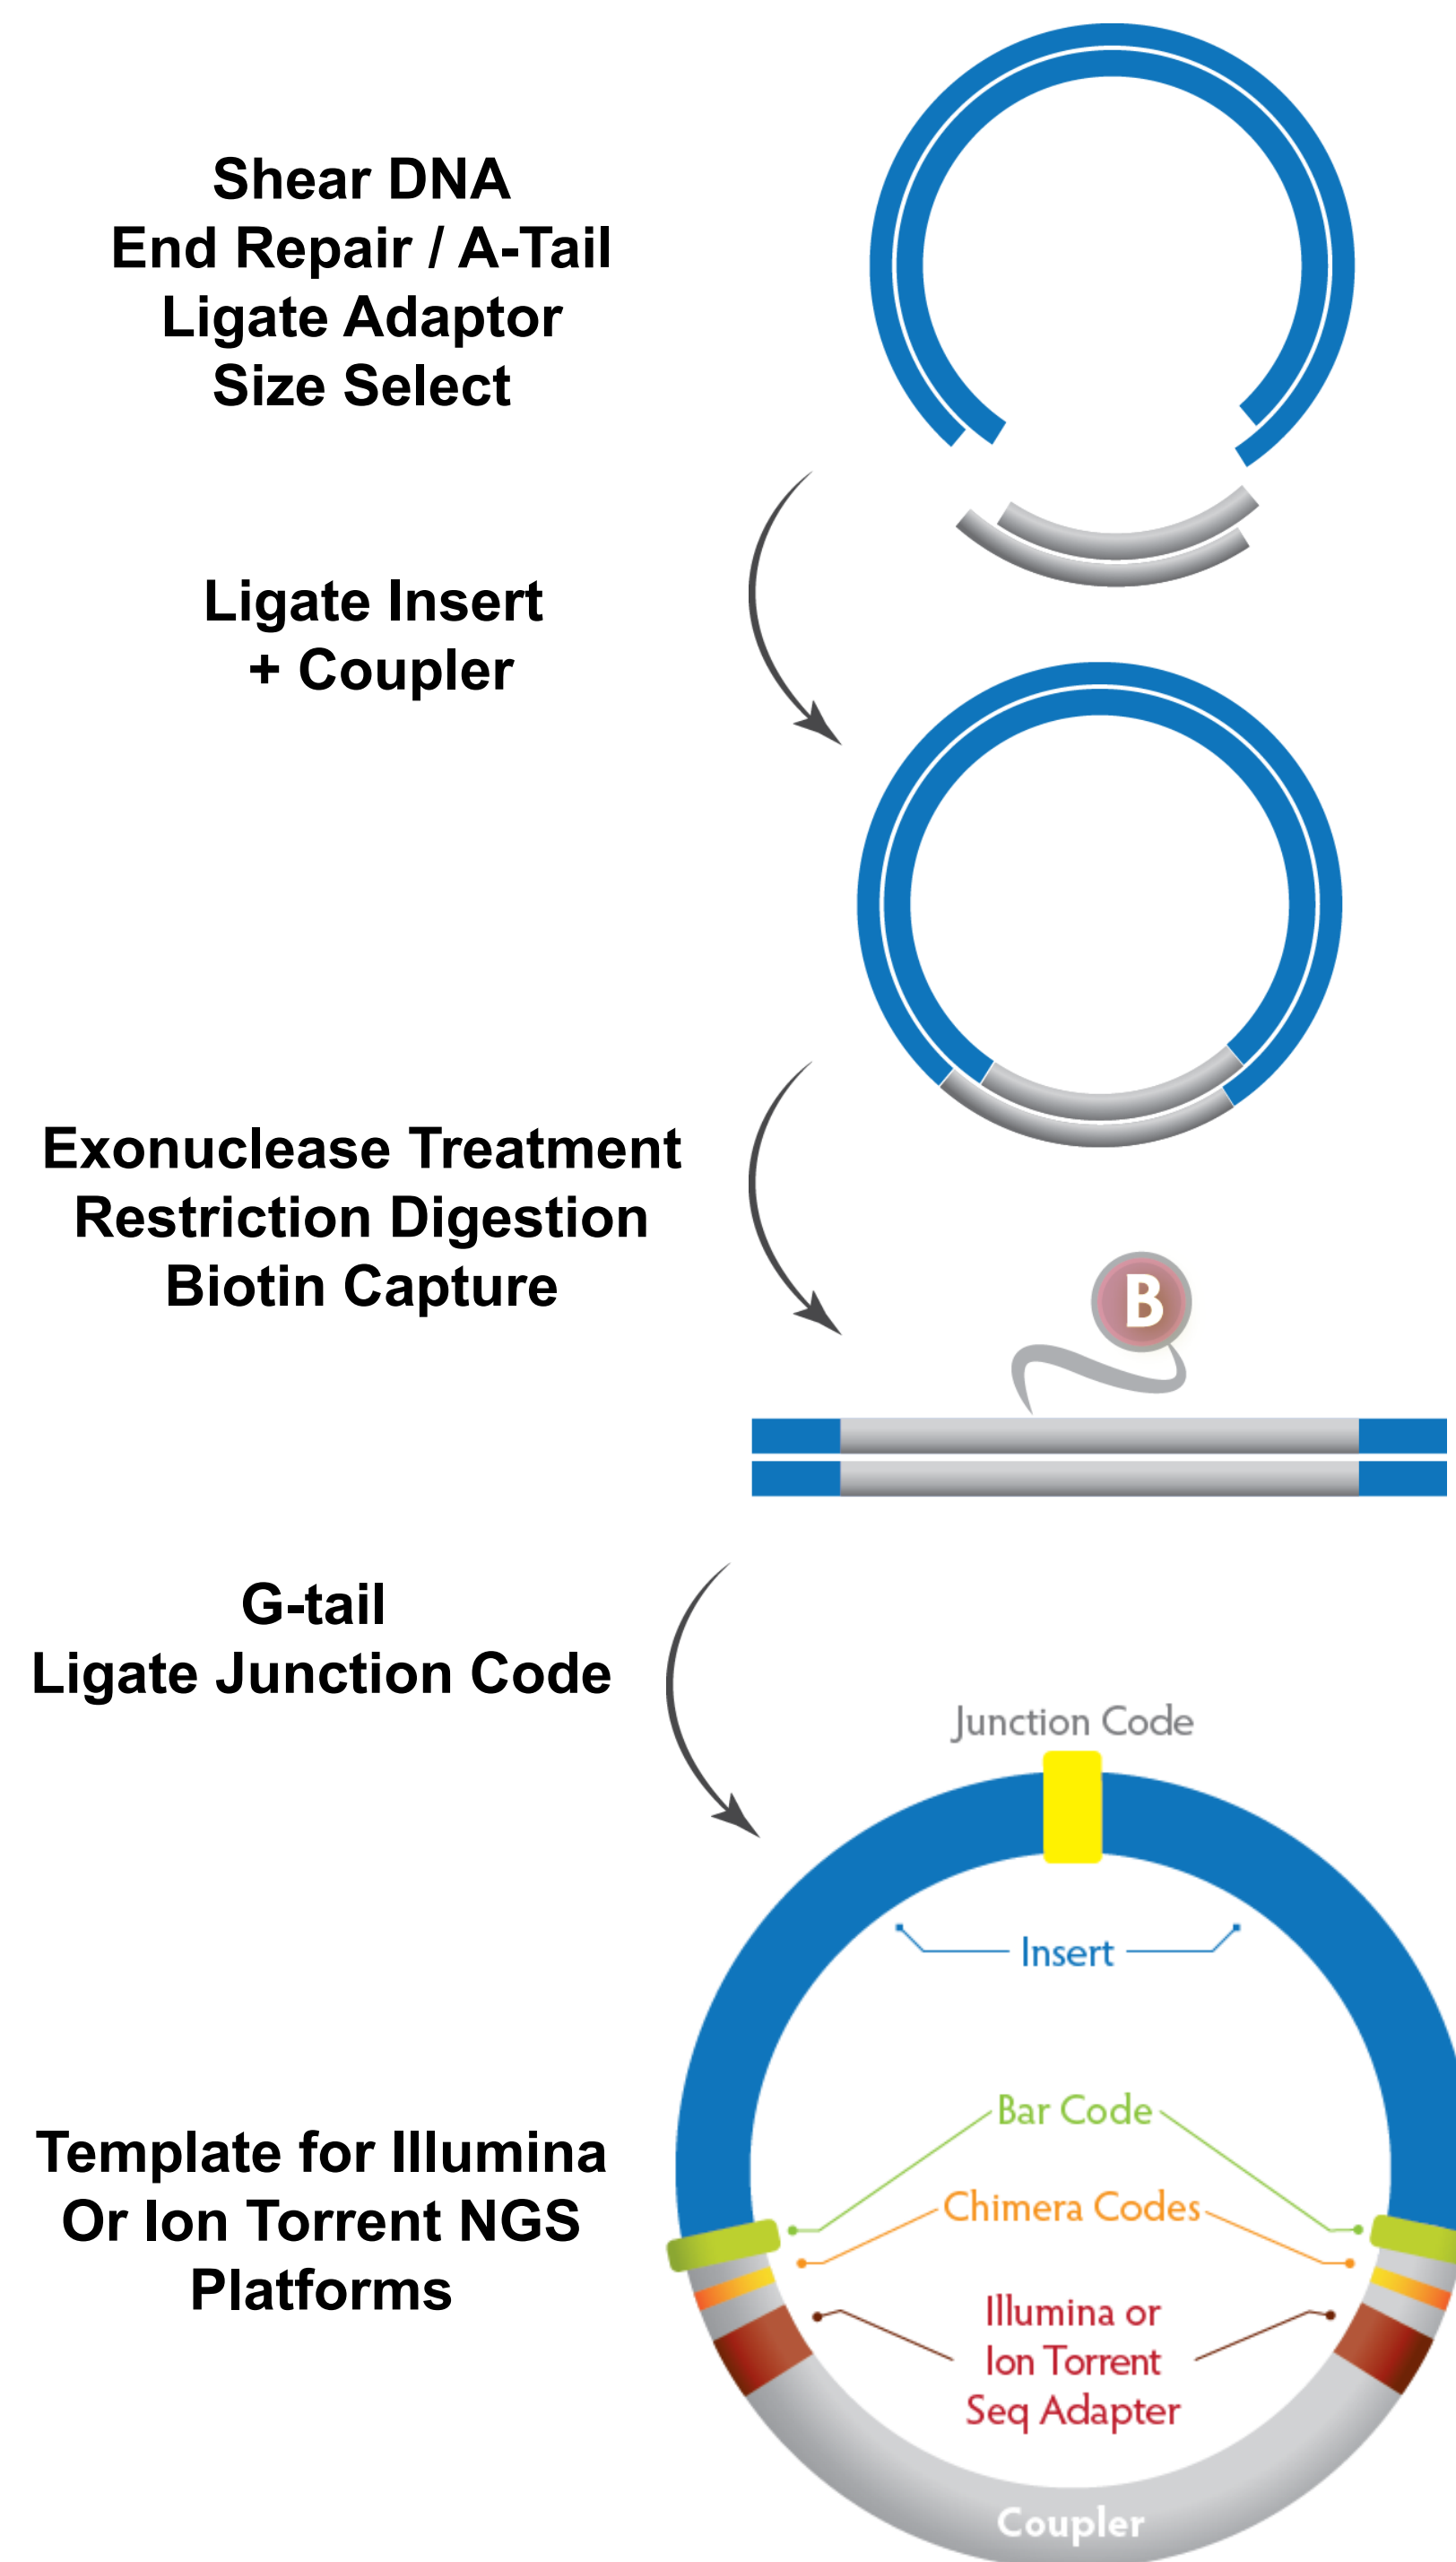 Shear DNA
End Repair / A-Tail
Ligate Adaptor
Size Select
Ligate Insert
+ Coupler
Exonuclease Treatment
Restriction Digestion
Biotin Capture
B
G-tail
Ligate Junction Code
Junction Code
Insert
Bar Code
Chimera Codes
Template for Illumina
Or Ion Torrent NGS
Platforms
Illumina or
Ion Torrent
Seq Adapter
Coupler